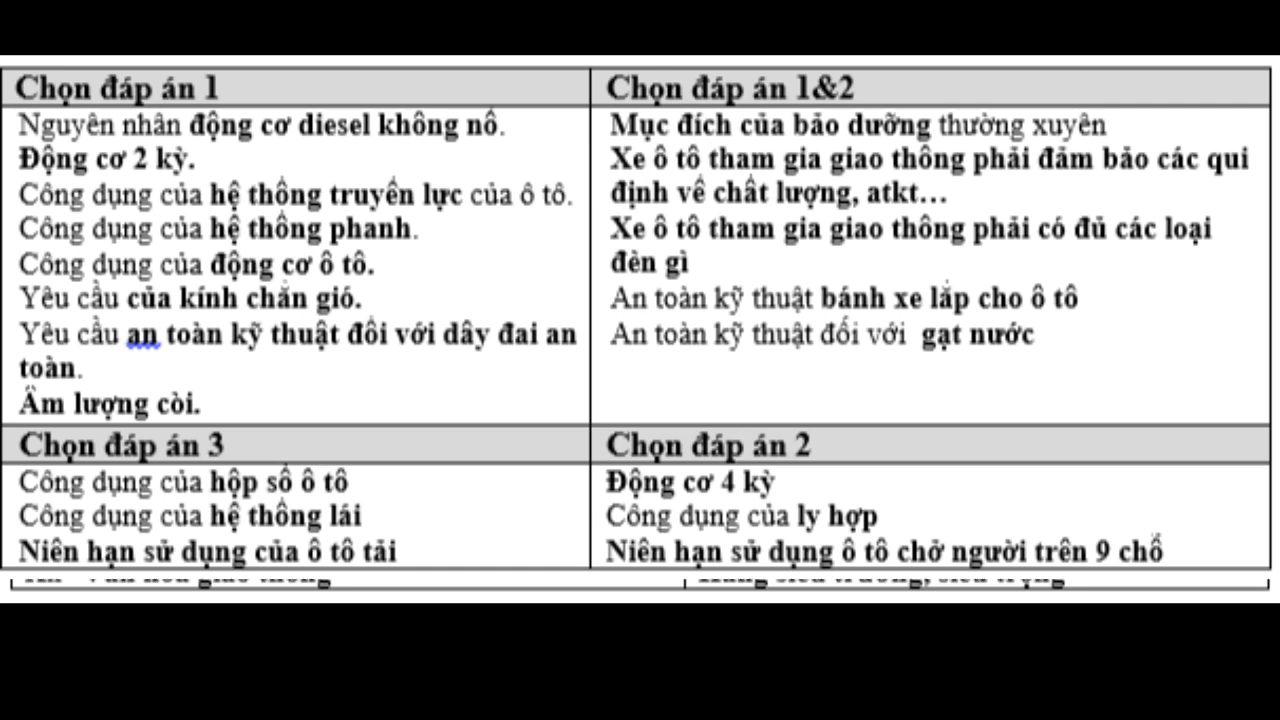 Chọn đáp án 1
Nguyên nhân động cơ diesel không nổ.
Động cơ 2 kỳ.
Công dụng của hệ thống truyền lực của ô tô.
Công dụng của hệ thống phanh.
Công dụng của động cơ ô tô.
Yêu cầu của kính chắn gió.
Yêu cầu an toàn kỹ thuật đối với dây đai an
toàn.
Âm lượng còi.
Chọn đáp án 1&2
Mục đích của bảo dưỡng thường xuyên
Xe ô tô tham gia giao thông phải đảm bảo các qui
định về chất lượng, atkt...
Xe ô tô tham gia giao thông phải có đủ các loại
đèn gì
An toàn kỹ thuật bánh xe lắp cho ô tô
An toàn kỹ thuật đối với gạt nước
Chọn đáp án 3
Công dụng của hộp số ô tô
Công dụng của hệ thống lái
Niên hạn sử dụng của ô tô tải
Chọn đáp án 2
Động cơ 4 kỳ
Công dụng của ly hợp
Niên hạn sử dụng ô tô chở người trên 9 chỗ